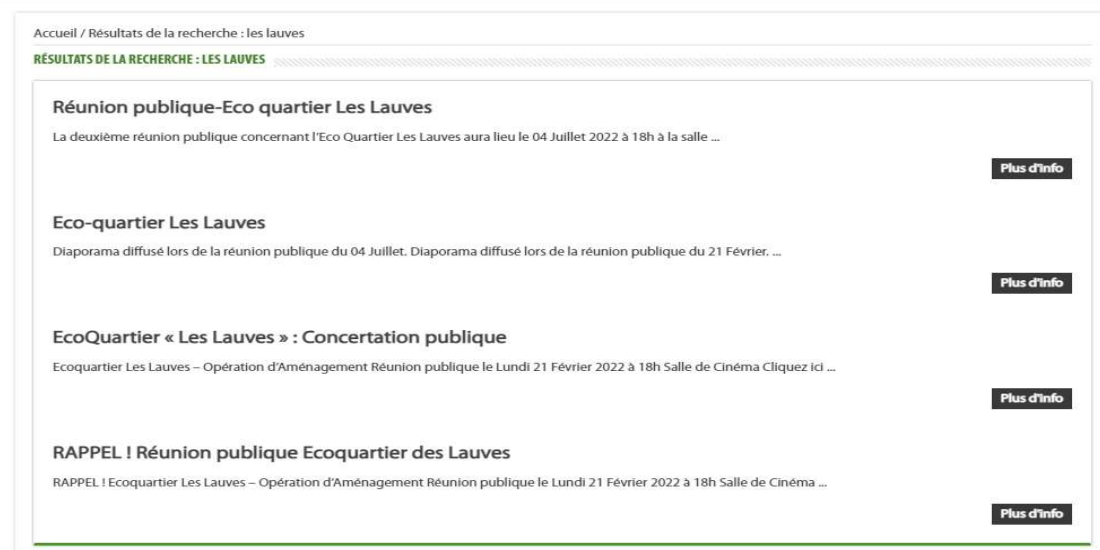 Accueil / Résultats de la recherche : les lauves
RÉSULTATS DE LA RECHERCHE : LES LAUVES
Réunion publique-Eco quartier Les Lauves
La deuxième réunion publique concernant l'Eco Quartier Les Lauves aura lieu le 04 Juillet 2022 à 18h à la salle ...
Plus d'info
Eco-quartier Les Lauves
Diaporama diffusé lors de la réunion publique du 04 Juillet. Diaporama diffusé lors de la réunion publique du 21 Février. ...
Plus d'info
EcoQuartier « Les Lauves » : Concertation publique
Ecoquartier Les Lauves – Opération d'Aménagement Réunion publique le Lundi 21 Février 2022 à 18h Salle de Cinéma Cliquez ici ...
Plus d'info
RAPPEL ! Réunion publique Ecoquartier des Lauves
RAPPEL ! Ecoquartier Les Lauves – Opération d'Aménagement Réunion publique le Lundi 21 Février 2022 à 18h Salle de Cinéma ...
Plus d'info